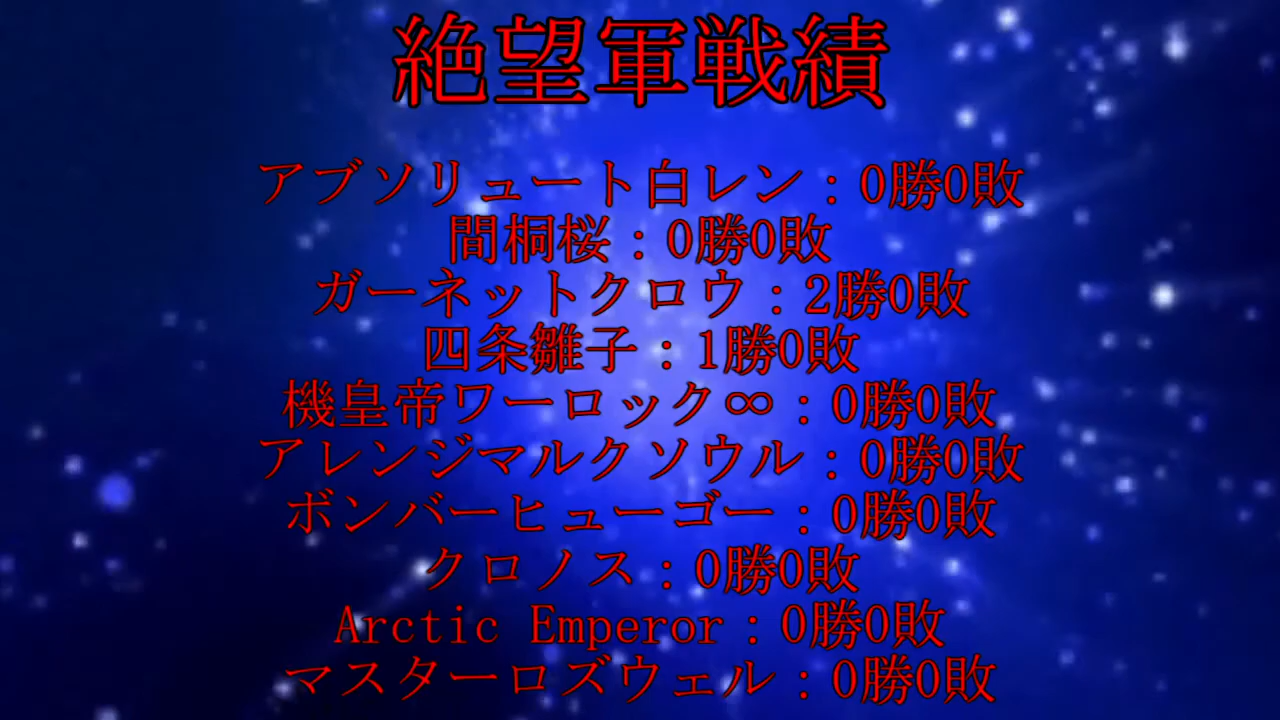 絶望軍戦績
アブソリュート白レン：0勝0敗
間桐桜：0勝0敗
ガーネットクロウ：2勝0敗
四条雛子：1勝0敗
機皇帝ワーロック∞：0勝0敗
アレンジマルクソウル：0勝0敗
ボンバーヒューゴー：0勝0敗
クロノス：0勝0敗
Arctic Emperor：0勝0敗
マスターロズウェル：0勝0敗